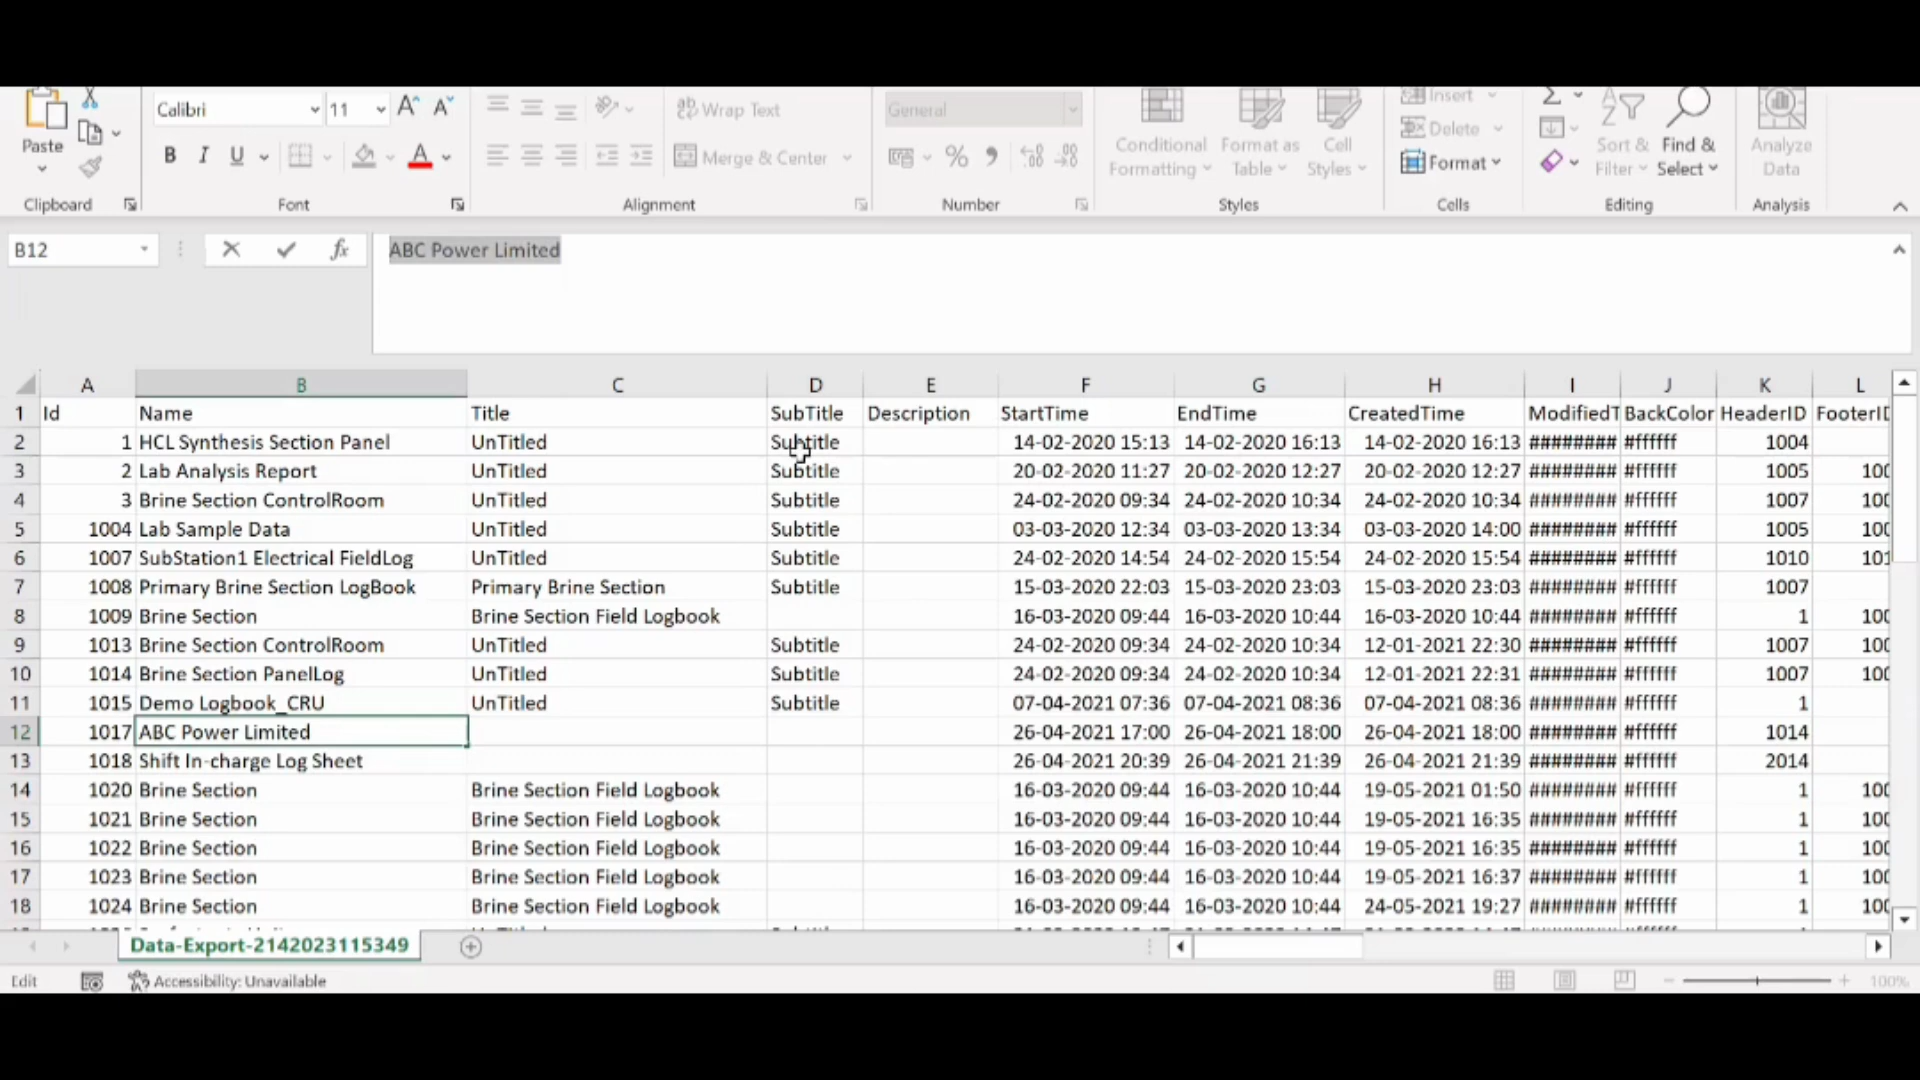 Paste
Clipboard
Calibri 11 A A
B I U A
Font
ab Wrap Text
Merge & Center
Alignment
General
%
Number
Conditional Formatting
Format as Table
Cell Styles
Styles
Insert
Delete
Format
Cells
Σ
Sort & Filter
Find & Select
Editing
Analyze Data
Analysis
B12 fx ABC Power Limited
A B C D E F G H I J K L
1 Id Name Title SubTitle Description StartTime EndTime CreatedTime ModifiedT BackColor HeaderID FooterID
2 1 HCL Synthesis Section Panel UnTitled Subtitle 14-02-2020 15:13 14-02-2020 16:13 14-02-2020 16:13 ######## #ffffff 1004
3 2 Lab Analysis Report UnTitled Subtitle 20-02-2020 11:27 20-02-2020 12:27 20-02-2020 12:27 ######## #ffffff 1005 100
4 3 Brine Section ControlRoom UnTitled Subtitle 24-02-2020 09:34 24-02-2020 10:34 24-02-2020 10:34 ######## #ffffff 1007 100
5 1004 Lab Sample Data UnTitled Subtitle 03-03-2020 12:34 03-03-2020 13:34 03-03-2020 14:00 ######## #ffffff 1005 100
6 1007 SubStation1 Electrical FieldLog UnTitled Subtitle 24-02-2020 14:54 24-02-2020 15:54 24-02-2020 15:54 ######## #ffffff 1010 101
7 1008 Primary Brine Section LogBook Primary Brine Section Subtitle 15-03-2020 22:03 15-03-2020 23:03 15-03-2020 23:03 ######## #ffffff 1007
8 1009 Brine Section Brine Section Field Logbook 16-03-2020 09:44 16-03-2020 10:44 16-03-2020 10:44 ######## #ffffff 1 100
9 1013 Brine Section ControlRoom UnTitled Subtitle 24-02-2020 09:34 24-02-2020 10:34 12-01-2021 22:30 ######## #ffffff 1007 100
10 1014 Brine Section PanelLog UnTitled Subtitle 24-02-2020 09:34 24-02-2020 10:34 12-01-2021 22:31 ######## #ffffff 1007 100
11 1015 Demo Logbook_CRU UnTitled Subtitle 07-04-2021 07:36 07-04-2021 08:36 07-04-2021 08:36 ######## #ffffff 1
12 1017 ABC Power Limited 26-04-2021 17:00 26-04-2021 18:00 26-04-2021 18:00 ######## #ffffff 1014
13 1018 Shift In-charge Log Sheet 26-04-2021 20:39 26-04-2021 21:39 26-04-2021 21:39 ######## #ffffff 2014
14 1020 Brine Section Brine Section Field Logbook 16-03-2020 09:44 16-03-2020 10:44 19-05-2021 01:50 ######## #ffffff 1 100
15 1021 Brine Section Brine Section Field Logbook 16-03-2020 09:44 16-03-2020 10:44 19-05-2021 16:35 ######## #ffffff 1 100
16 1022 Brine Section Brine Section Field Logbook 16-03-2020 09:44 16-03-2020 10:44 19-05-2021 16:35 ######## #ffffff 1 100
17 1023 Brine Section Brine Section Field Logbook 16-03-2020 09:44 16-03-2020 10:44 19-05-2021 16:37 ######## #ffffff 1 100
18 1024 Brine Section Brine Section Field Logbook 16-03-2020 09:44 16-03-2020 10:44 24-05-2021 19:27 ######## #ffffff 1 100
Data-Export-2142023115349
Edit Accessibility: Unavailable 100%